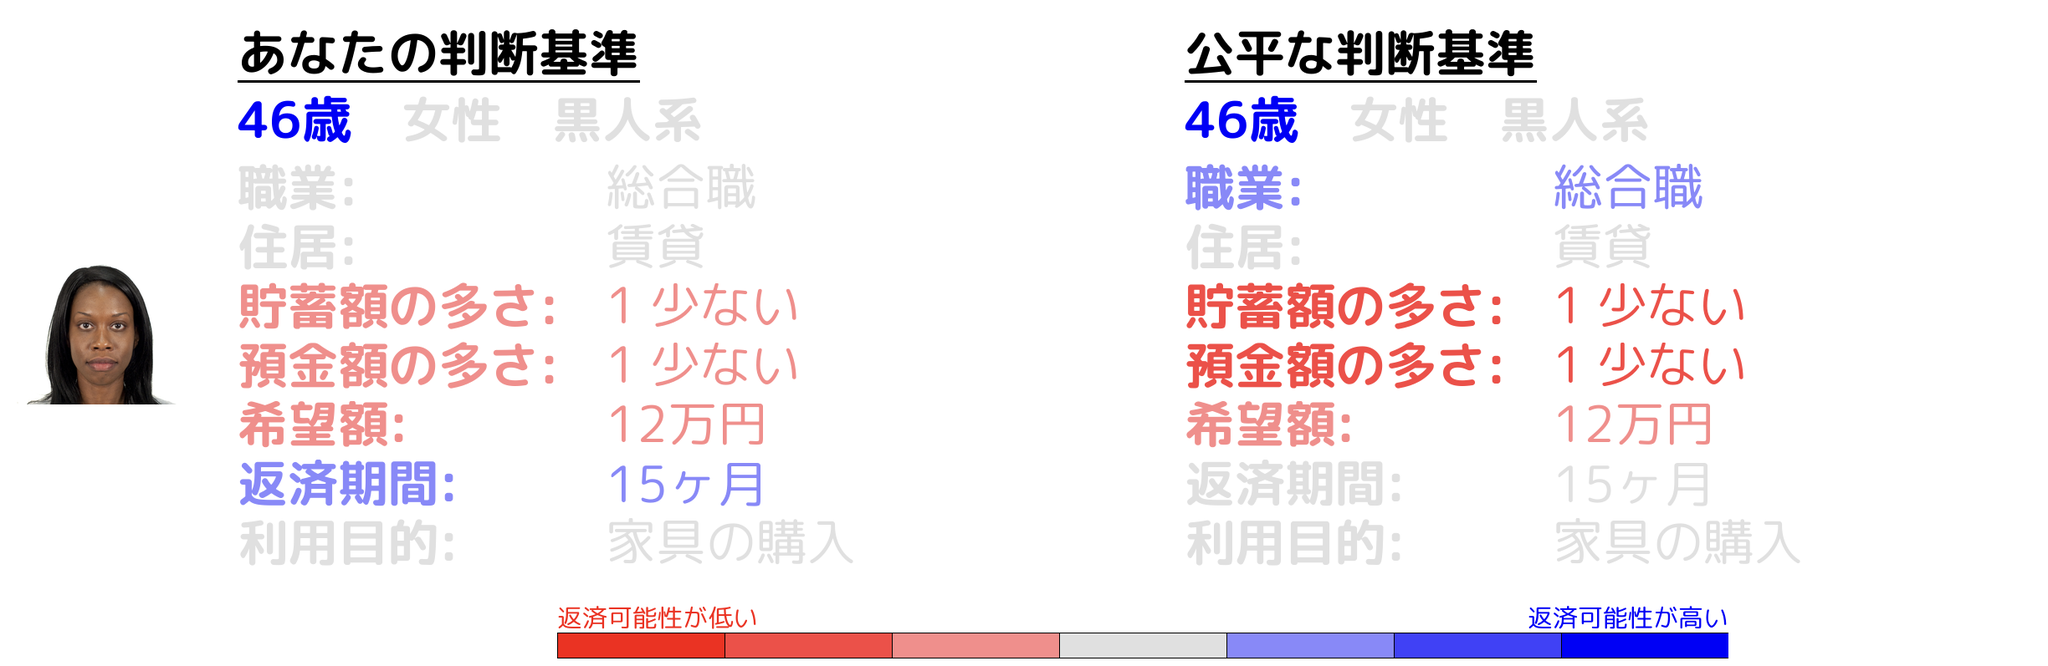 あなたの判断基準
46歳 女性 黒人系
職業: 総合職
住居: 賃貸
貯蓄額の多さ: 1 少ない
預金額の多さ: 1 少ない
希望額: 12万円
返済期間: 15ヶ月
利用目的: 家具の購入
公平な判断基準
46歳 女性 黒人系
職業: 総合職
住居: 賃貸
貯蓄額の多さ: 1 少ない
預金額の多さ: 1 少ない
希望額: 12万円
返済期間: 15ヶ月
利用目的: 家具の購入
返済可能性が低い
返済可能性が高い